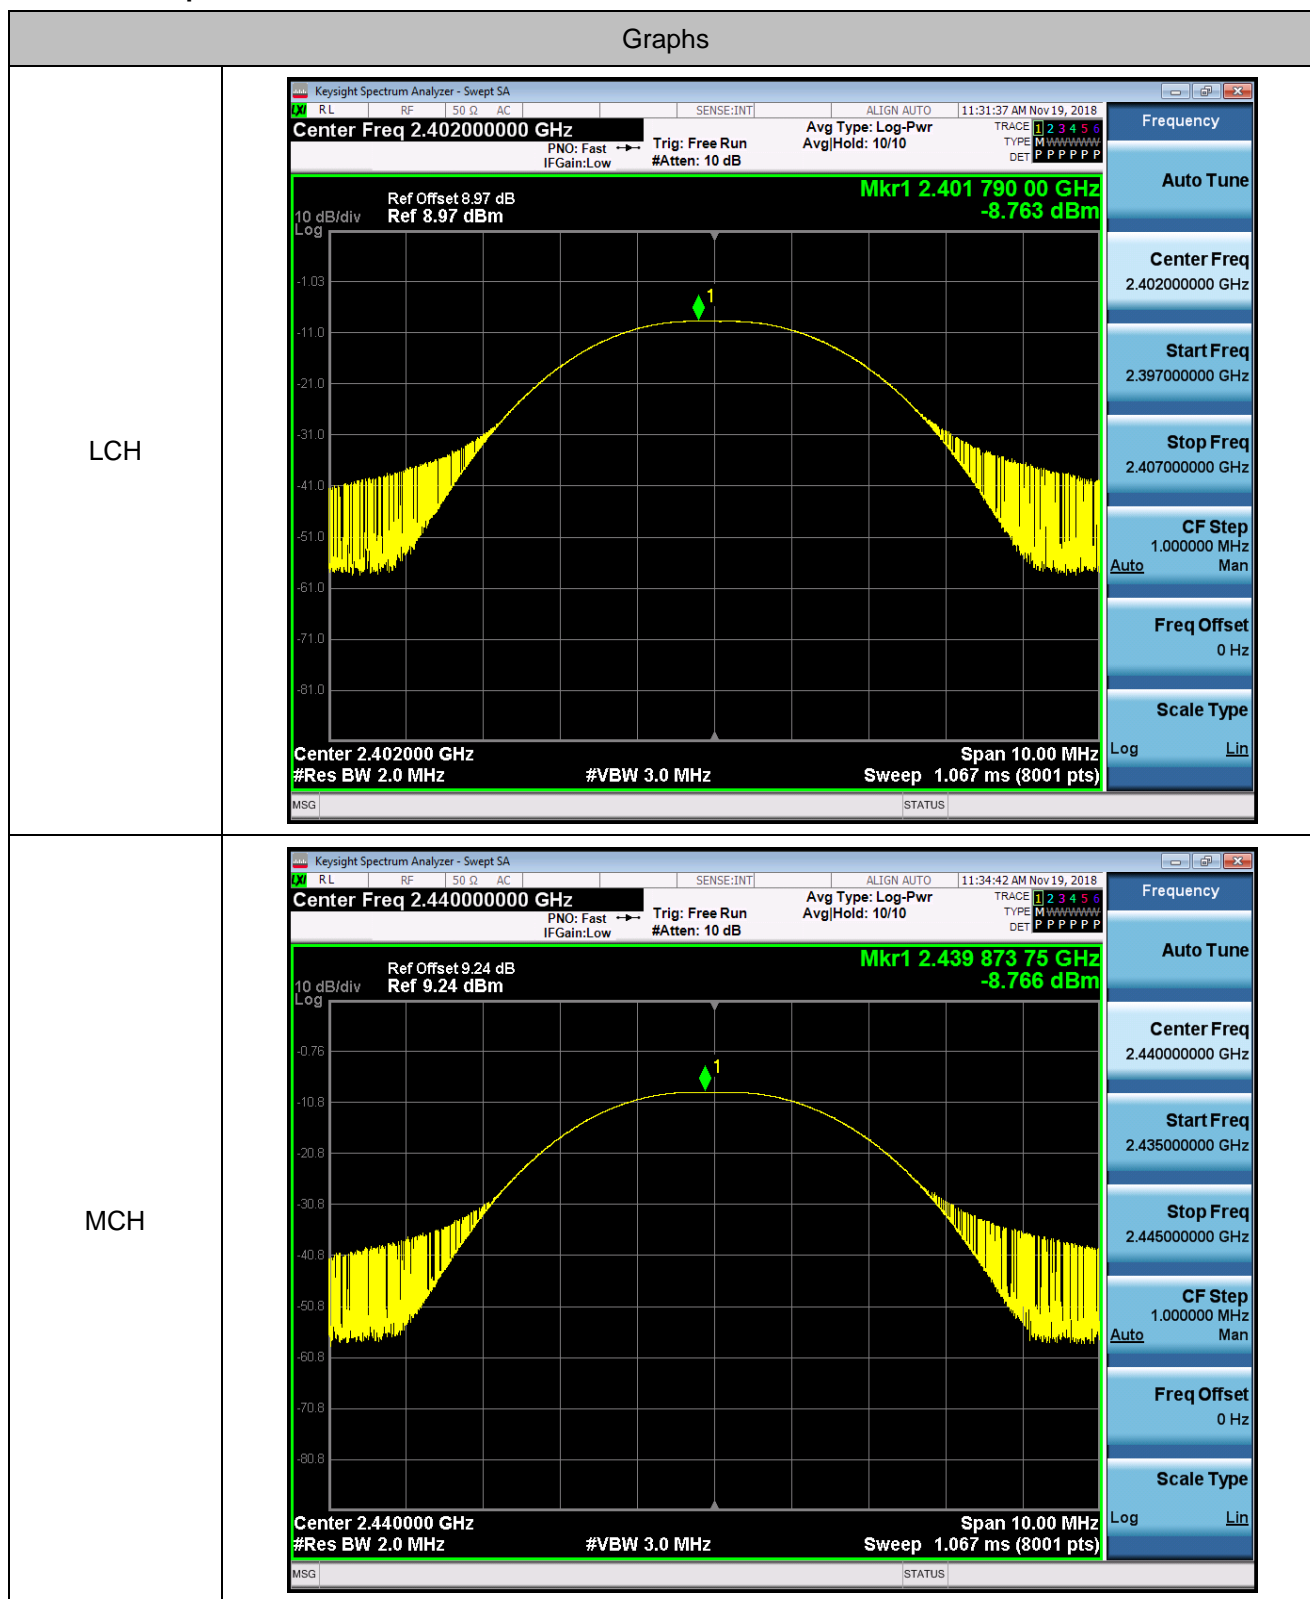 Graphs
LCH
Keysight Spectrum Analyzer - Swept SA
LXI RL RF 50 Ω AC SENSE:INT ALIGN AUTO 11:31:37 AM Nov 19, 2018
Center Freq 2.402000000 GHz
PNO: Fast
IFGain:Low
Trig: Free Run
#Atten: 10 dB
Avg Type: Log-Pwr
Avg|Hold: 10/10
TRACE 1 2 3 4 5 6
TYPE M WWWWW
DET P P P P P P
Frequency
Mkr1 2.401 790 00 GHz
-8.763 dBm
Ref Offset 8.97 dB
10 dB/div Ref 8.97 dBm
Log
1
-1.03
-11.0
-21.0
-31.0
-41.0
-51.0
-61.0
-71.0
-81.0
Center 2.402000 GHz Span 10.00 MHz
#Res BW 2.0 MHz #VBW 3.0 MHz Sweep 1.067 ms (8001 pts)
MSG STATUS
Auto Tune
Center Freq
2.402000000 GHz
Start Freq
2.397000000 GHz
Stop Freq
2.407000000 GHz
CF Step
1.000000 MHz
Auto Man
Freq Offset
0 Hz
Scale Type
Log Lin
MCH
Keysight Spectrum Analyzer - Swept SA
LXI RL RF 50 Ω AC SENSE:INT ALIGN AUTO 11:34:42 AM Nov 19, 2018
Center Freq 2.440000000 GHz
PNO: Fast
IFGain:Low
Trig: Free Run
#Atten: 10 dB
Avg Type: Log-Pwr
Avg|Hold: 10/10
TRACE 1 2 3 4 5 6
TYPE M WWWWW
DET P P P P P P
Frequency
Mkr1 2.439 873 75 GHz
-8.766 dBm
Ref Offset 9.24 dB
10 dB/div Ref 9.24 dBm
Log
1
-0.76
-10.8
-20.8
-30.8
-40.8
-50.8
-60.8
-70.8
-80.8
Center 2.440000 GHz Span 10.00 MHz
#Res BW 2.0 MHz #VBW 3.0 MHz Sweep 1.067 ms (8001 pts)
MSG STATUS
Auto Tune
Center Freq
2.440000000 GHz
Start Freq
2.435000000 GHz
Stop Freq
2.445000000 GHz
CF Step
1.000000 MHz
Auto Man
Freq Offset
0 Hz
Scale Type
Log Lin